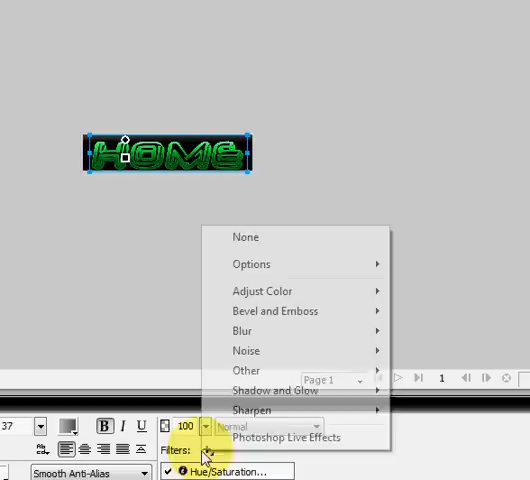 HOME
None
Options
Adjust Color
Bevel and Emboss
Blur
Noise
Other
Shadow and Glow
Sharpen
Photoshop Live Effects
Page 1
1
37
B I U
100
Normal
Filters:
Smooth Anti-Alias
Hue/Saturation...